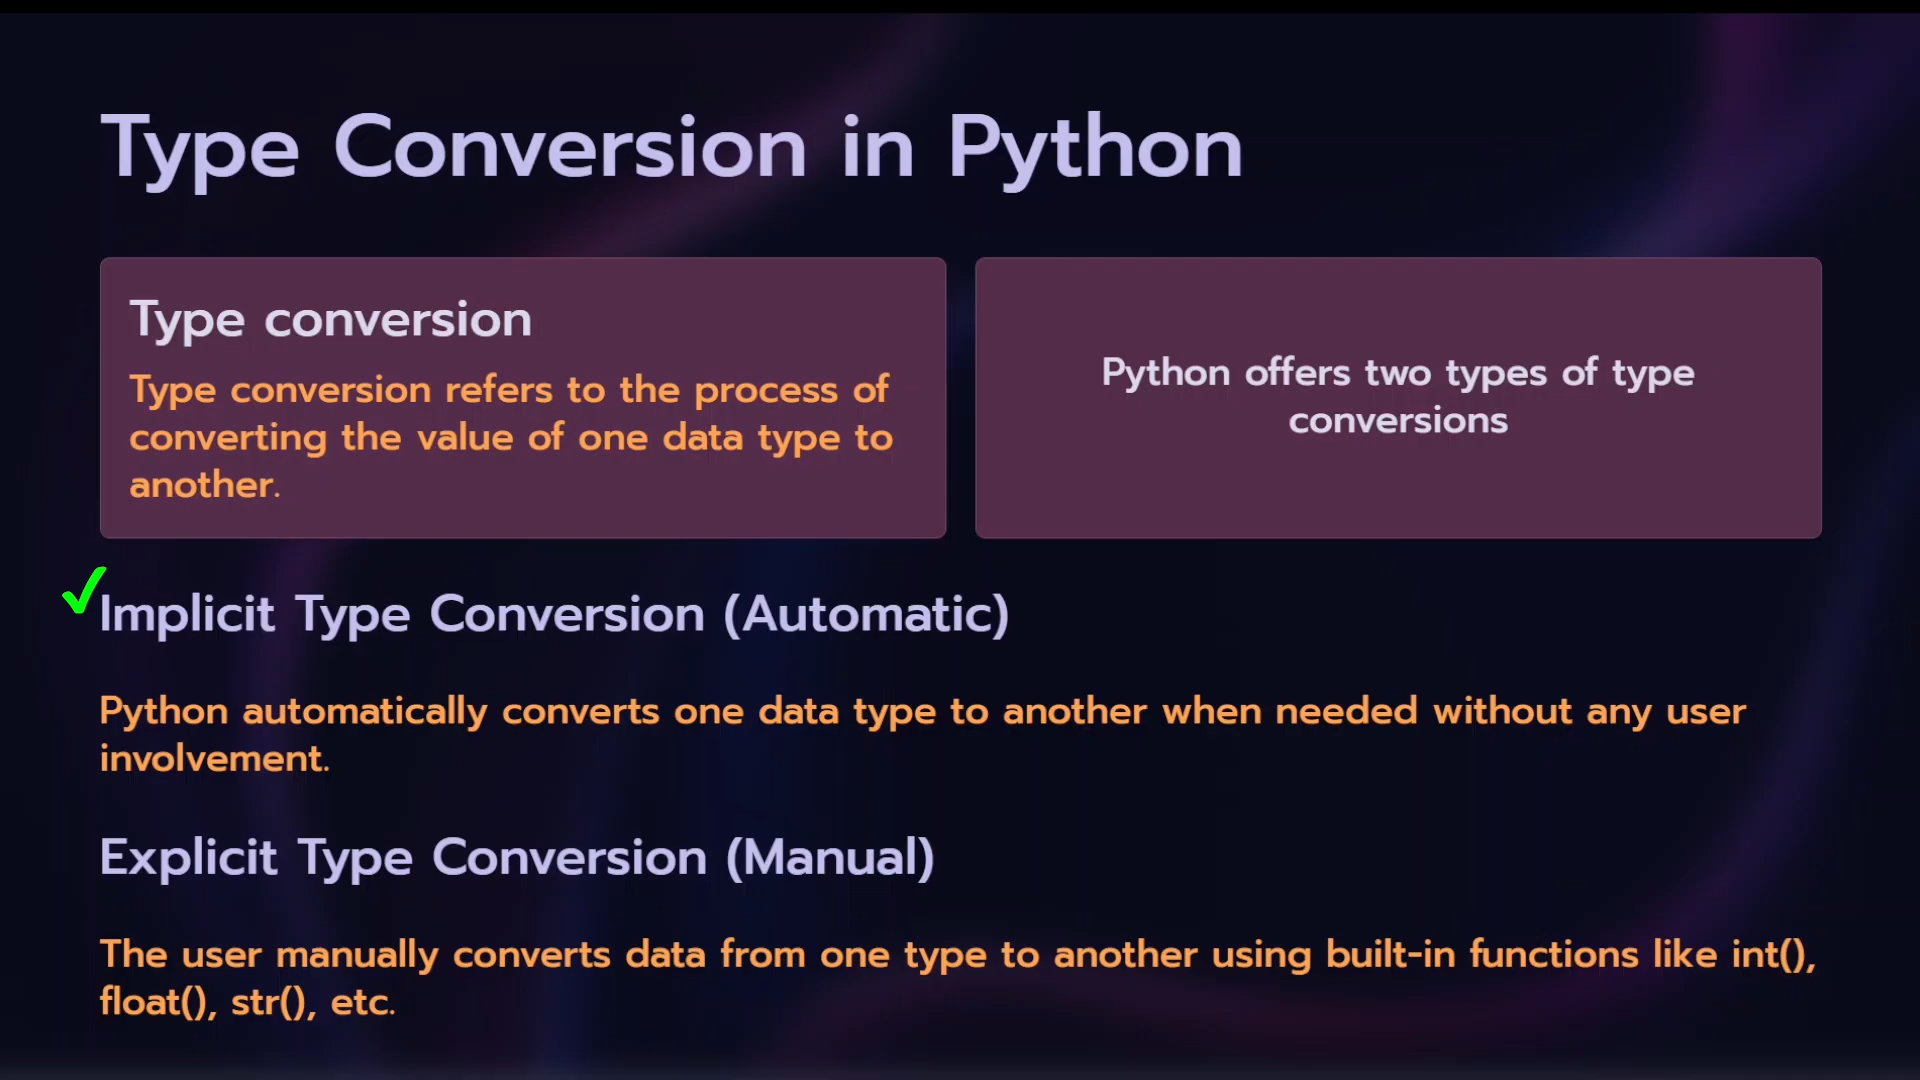 Type Conversion in Python
Type conversion
Type conversion refers to the process of
converting the value of one data type to
another.
Python offers two types of type
conversions
Implicit Type Conversion (Automatic)
Python automatically converts one data type to another when needed without any user
involvement.
Explicit Type Conversion (Manual)
The user manually converts data from one type to another using built-in functions like int(),
float(), str(), etc.